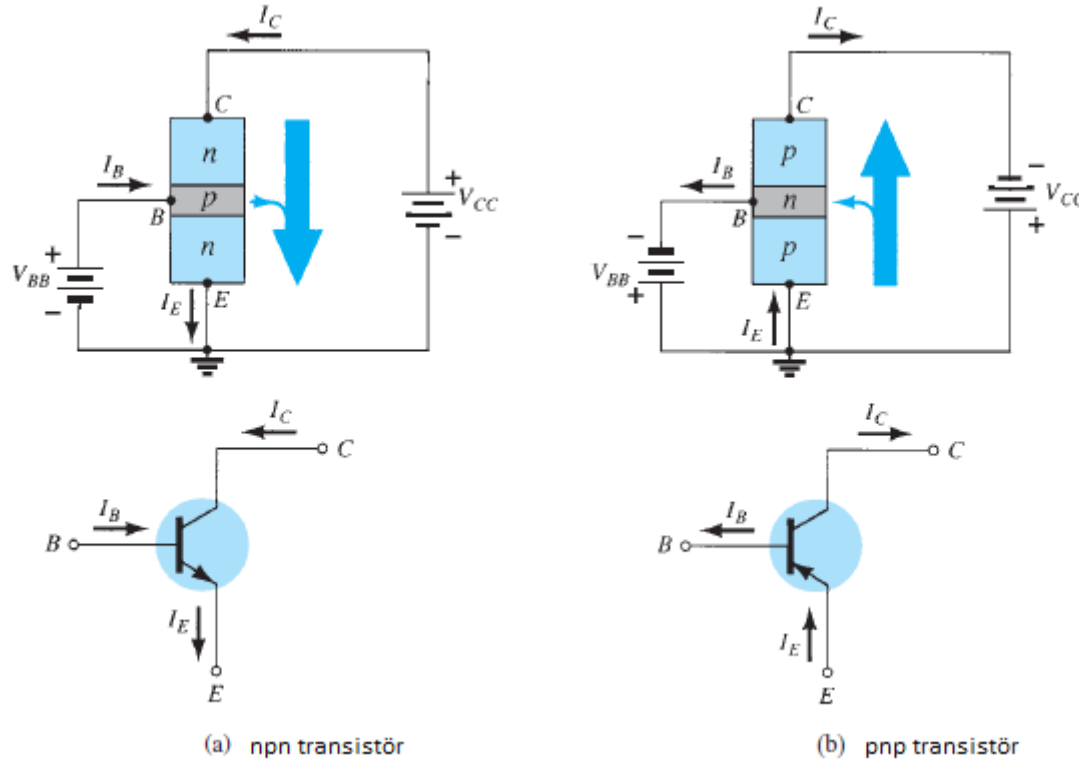 I_C
C
n
I_B
p
B
n
+
V_BB
-
+
V_CC
-
I_E
E
I_C
C
p
I_B
n
B
p
-
V_BB
+
-
V_CC
+
I_E
E
I_C
C
I_B
B
I_E
E
I_C
C
I_B
B
I_E
E
(a) npn transistör
(b) pnp transistör